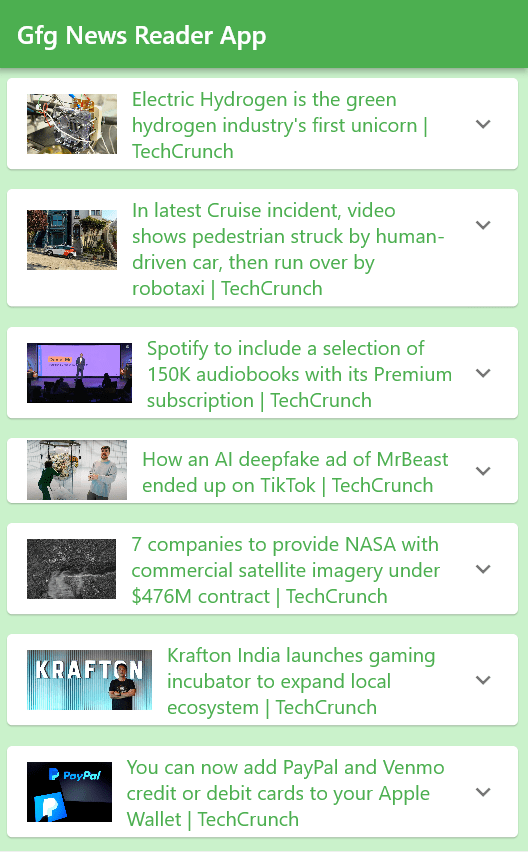 Gfg News Reader App
Electric Hydrogen is the green
hydrogen industry's first unicorn |
TechCrunch
In latest Cruise incident, video
shows pedestrian struck by human-
driven car, then run over by
robotaxi | TechCrunch
Spotify to include a selection of
150K audiobooks with its Premium
subscription | TechCrunch
How an AI deepfake ad of MrBeast
ended up on TikTok | TechCrunch
7 companies to provide NASA with
commercial satellite imagery under
$476M contract | TechCrunch
KRAFTON
Krafton India launches gaming
incubator to expand local
ecosystem | TechCrunch
PayPal
You can now add PayPal and Venmo
credit or debit cards to your Apple
Wallet | TechCrunch